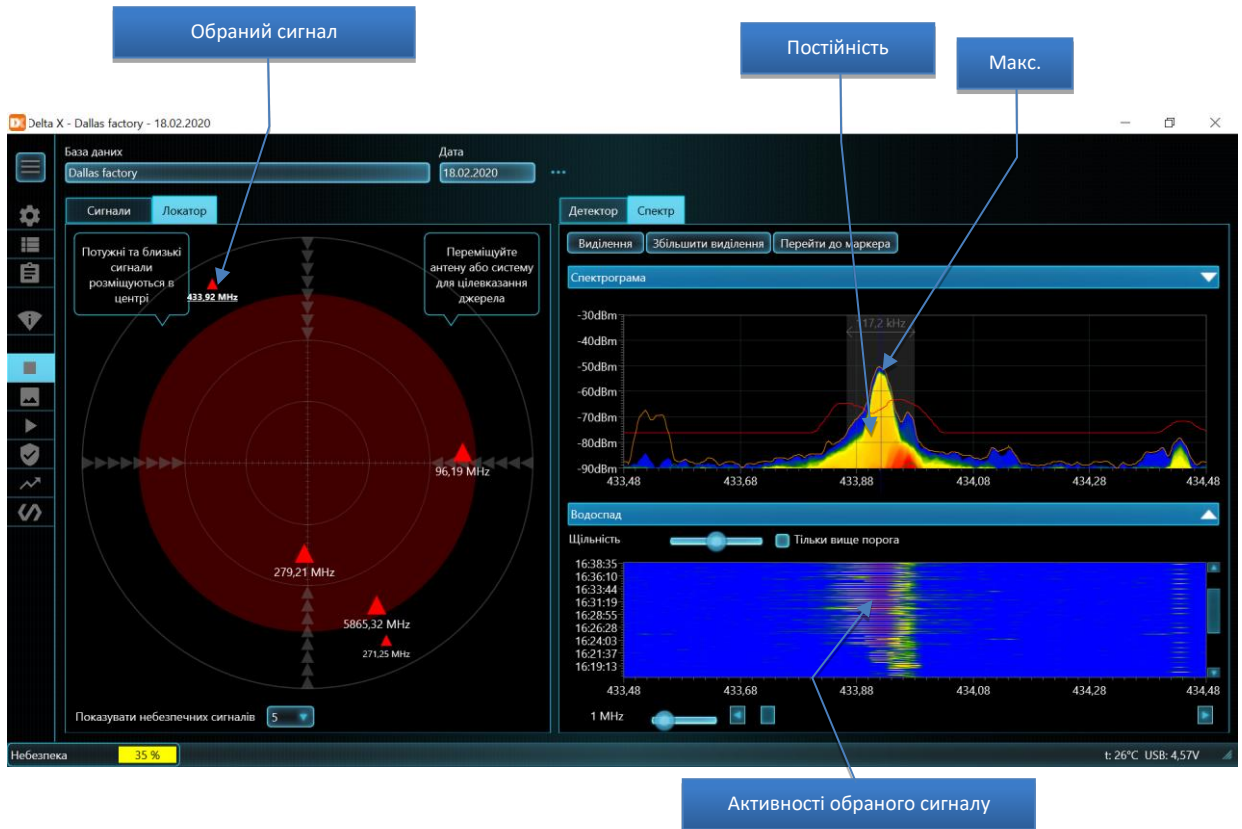 Обраний сигнал
Постійність
Макс.
Delta X - Dallas factory - 18.02.2020
База даних
Дата
Dallas factory
18.02.2020
Сигнали
Локатор
Детектор
Спектр
Виділення
Збільшити виділення
Перейти до маркера
Потужні та близькі
сигнали
розміщуються в
центрі
Переміщуйте
антену або систему
для цілевказання
джерела
433,92 MHz
96,19 MHz
279,21 MHz
5865,32 MHz
271,25 MHz
Показувати небезпечних сигналів
5
Спектрограма
117,2 kHz
-30dBm
-40dBm
-50dBm
-60dBm
-70dBm
-80dBm
-90dBm
433,48 433,68 433,88 434,08 434,28 434,48
Водоспад
Щільність
Тільки вище порога
16:38:35
16:36:10
16:33:44
16:31:19
16:28:55
16:26:28
16:24:03
16:21:37
16:19:13
433,48 433,68 433,88 434,08 434,28 434,48
1 MHz
Небезпека
35 %
t: 26°C USB: 4,57V
Активності обраного сигналу